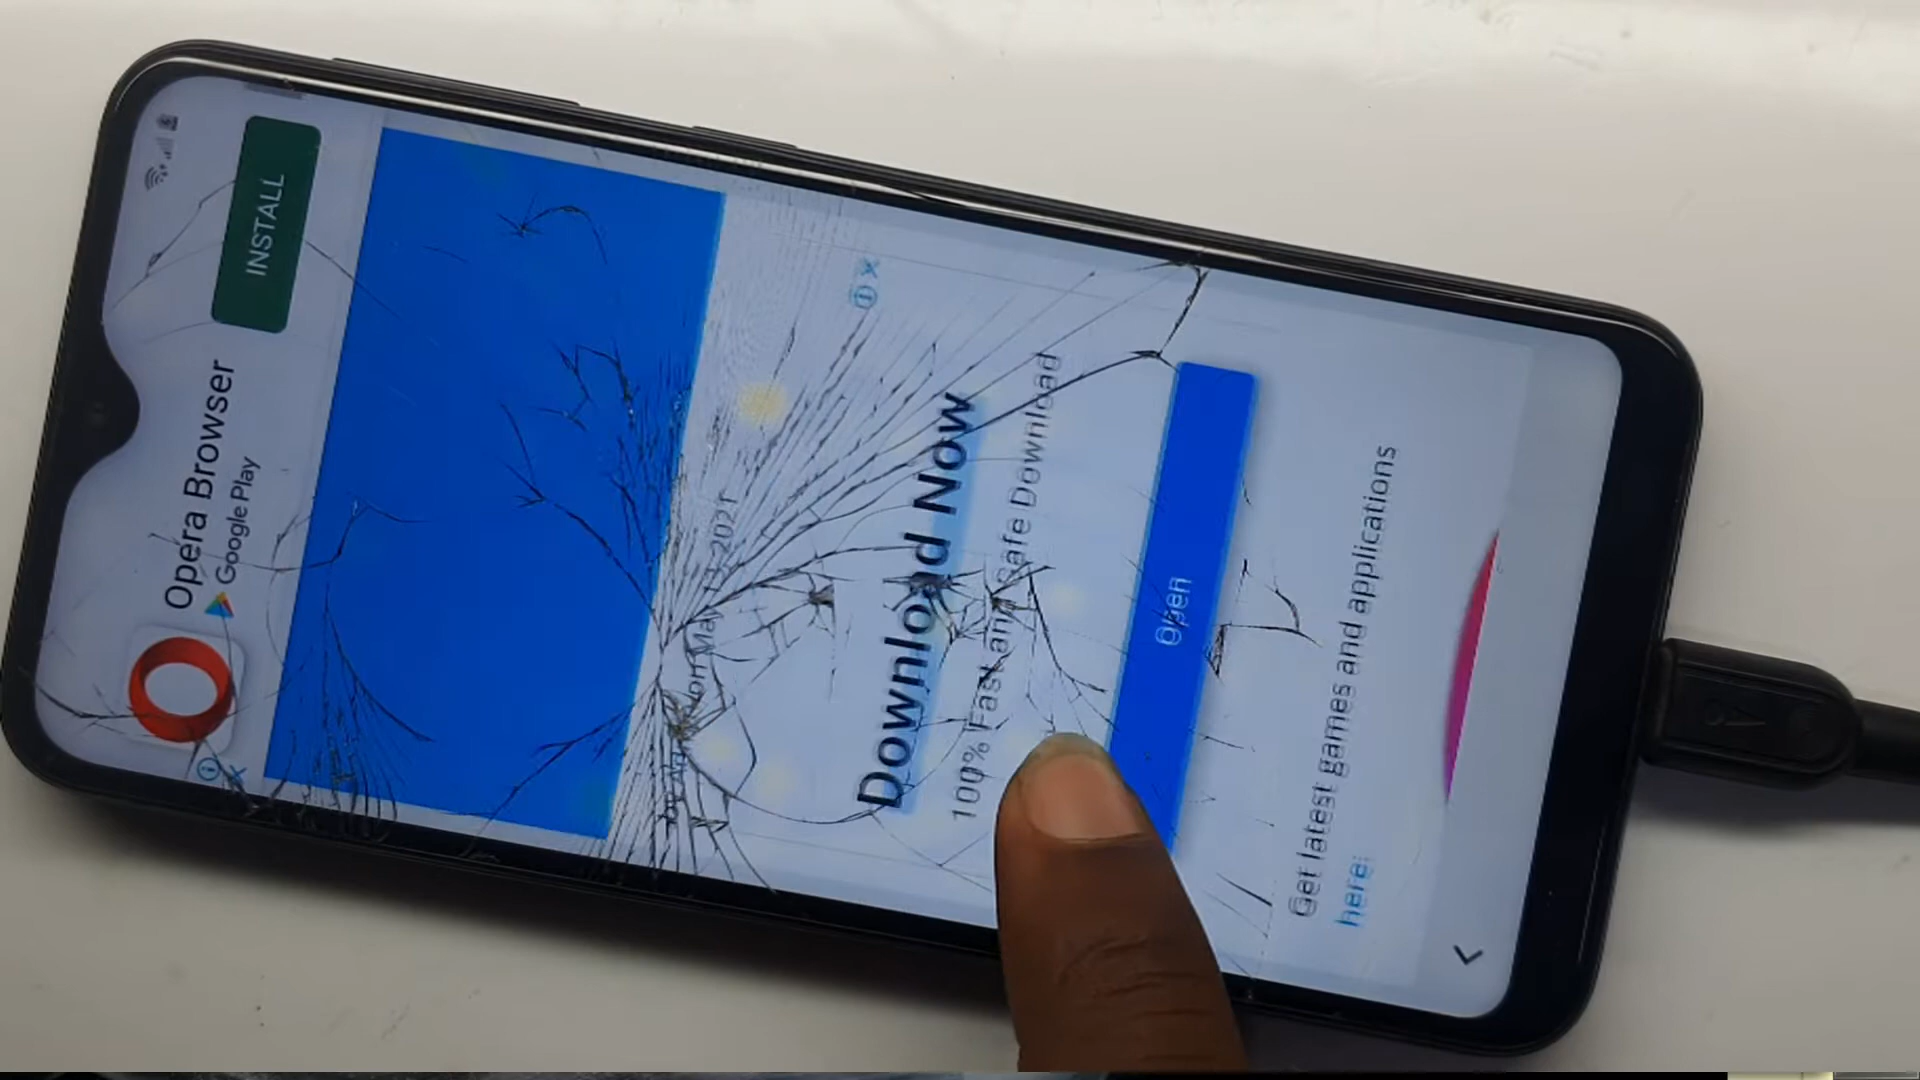 Opera Browser
Google Play
INSTALL
Download Now
100% Fast and Safe Download
Open
Get latest games and applications
here: